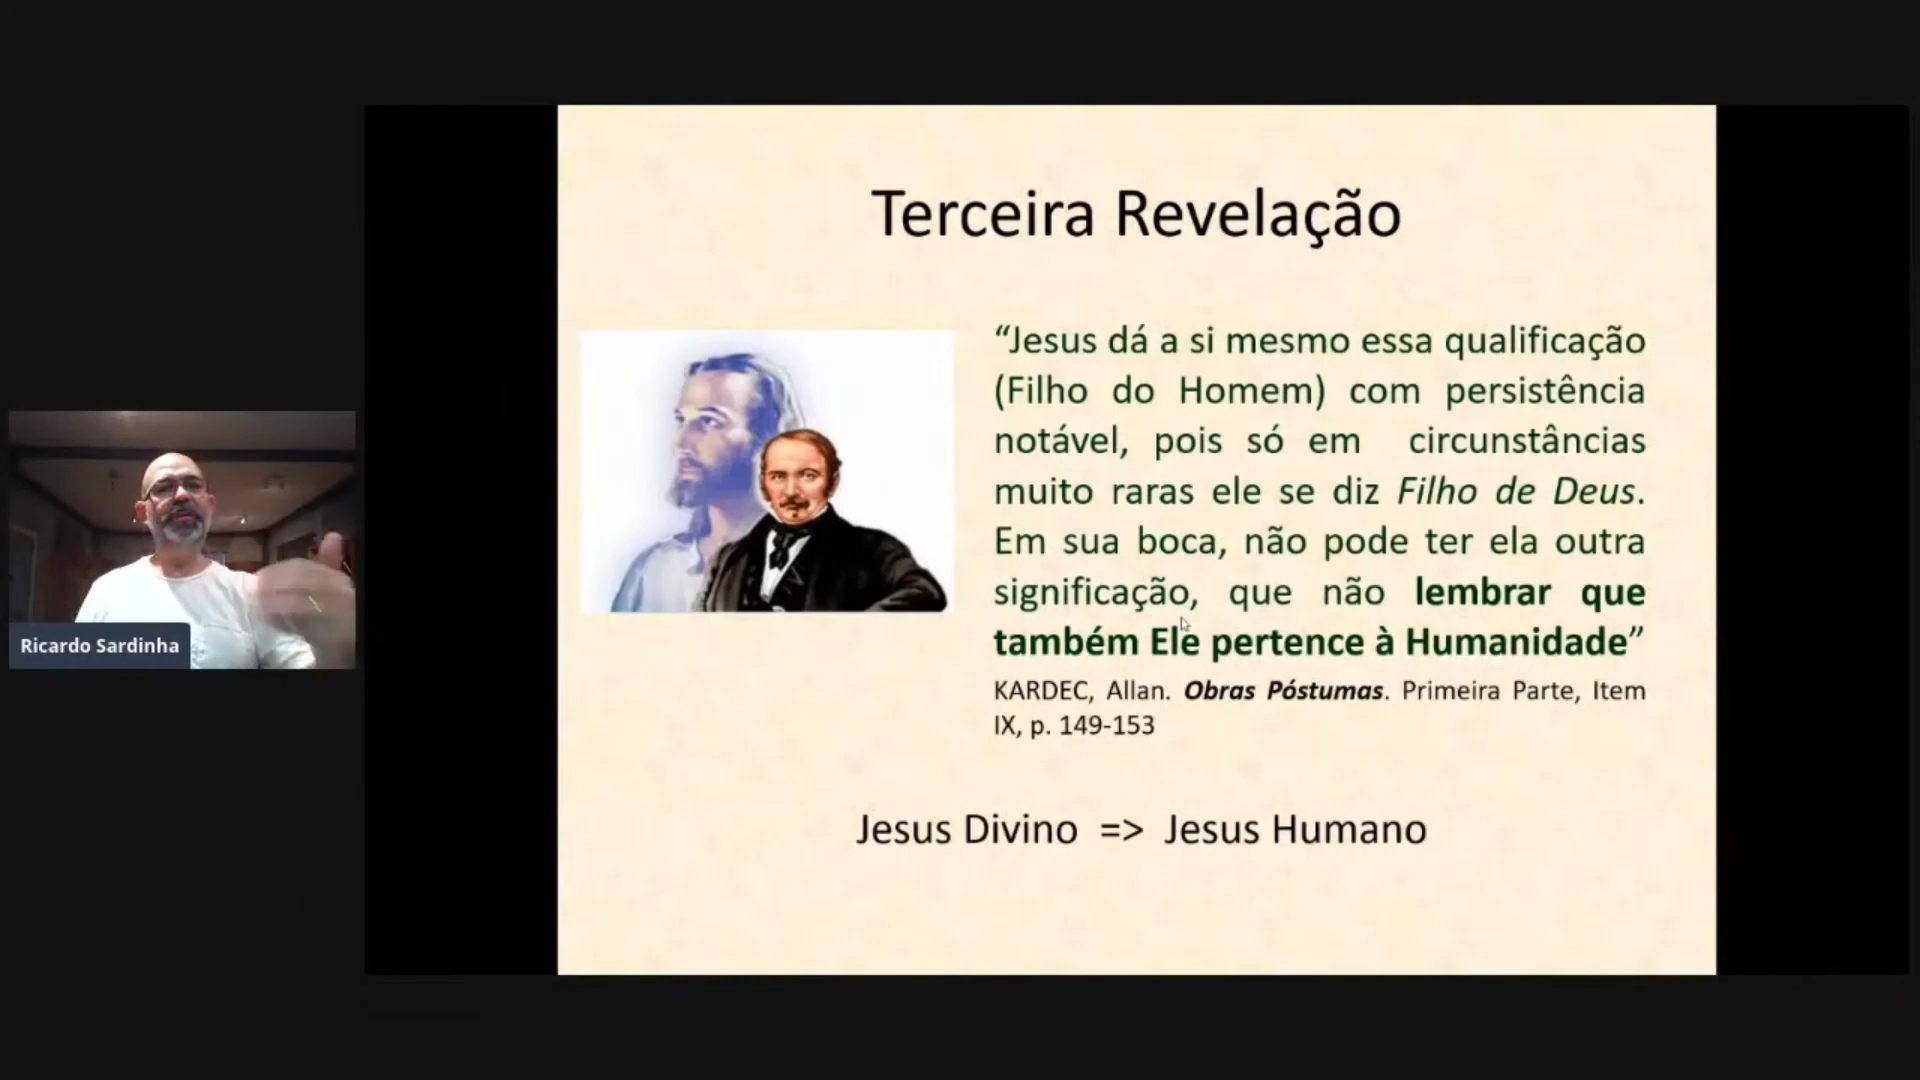 Terceira Revelação
“Jesus dá a si mesmo essa qualificação
(Filho do Homem) com persistência
notável, pois só em circunstâncias
muito raras ele se diz Filho de Deus.
Em sua boca, não pode ter ela outra
significação, que não lembrar que
também Ele pertence à Humanidade”
KARDEC, Allan. Obras Póstumas. Primeira Parte, Item
IX, p. 149-153
Jesus Divino => Jesus Humano
Ricardo Sardinha